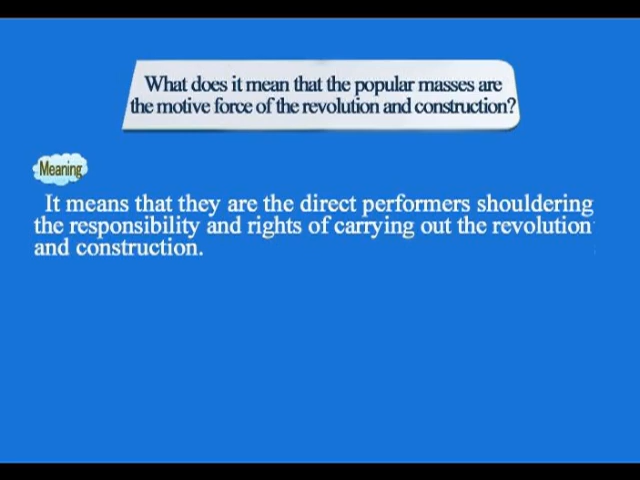 What does it mean that the popular masses are
the motive force of the revolution and construction?
Meaning
It means that they are the direct performers shouldering
the responsibility and rights of carrying out the revolution
and construction.